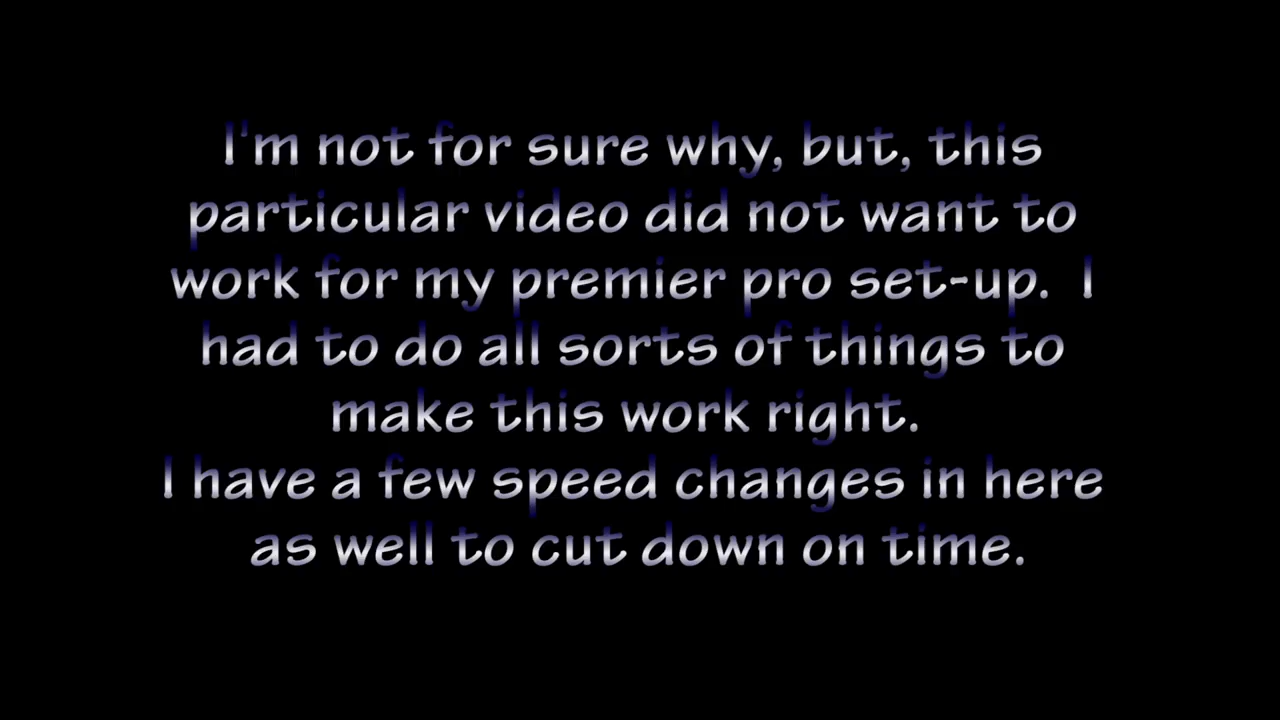 I'm not for sure why, but, this
particular video did not want to
work for my premier pro set-up.  I
had to do all sorts of things to
make this work right.
I have a few speed changes in here
as well to cut down on time.